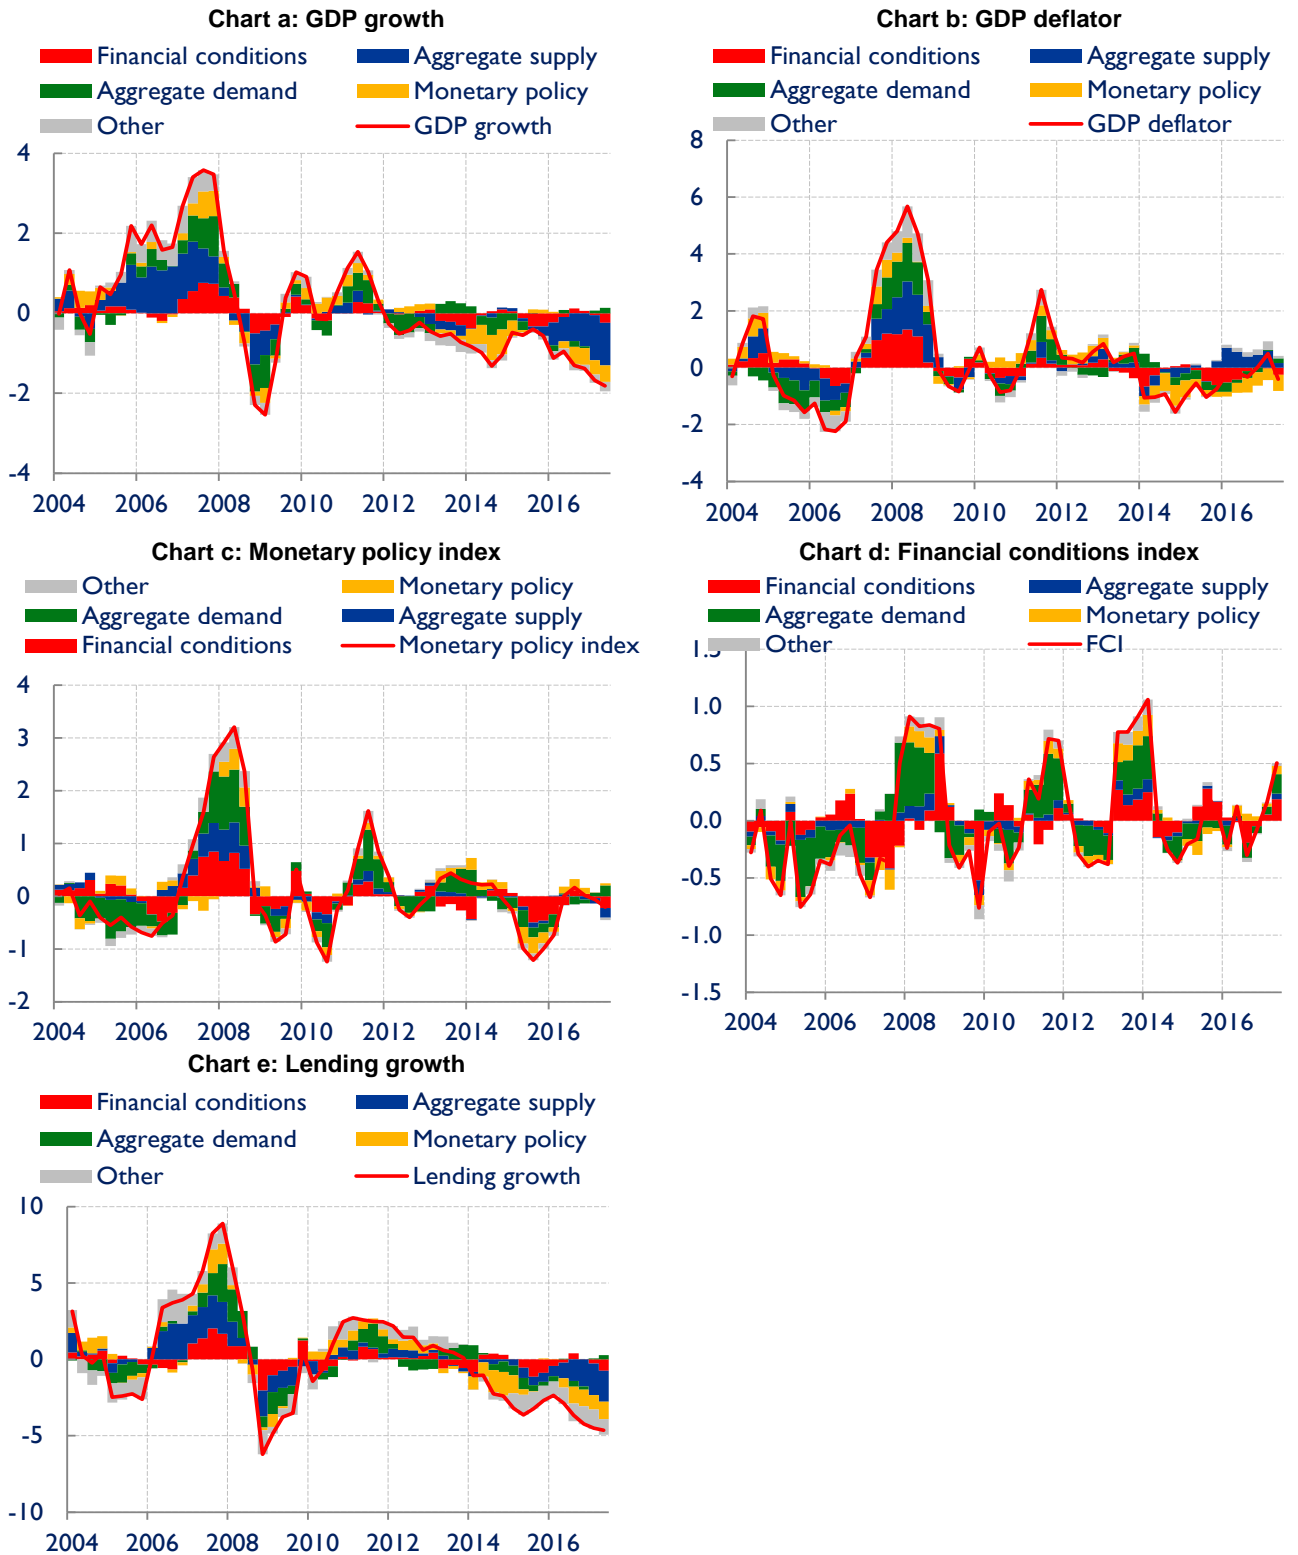 Chart a: GDP growth
Financial conditions
Aggregate supply
Aggregate demand
Monetary policy
Other
GDP growth
4
2
0
-2
-4
2004 2006 2008 2010 2012 2014 2016
Chart b: GDP deflator
Financial conditions
Aggregate supply
Aggregate demand
Monetary policy
Other
GDP deflator
8
6
4
2
0
-2
-4
2004 2006 2008 2010 2012 2014 2016
Chart c: Monetary policy index
Other
Monetary policy
Aggregate demand
Aggregate supply
Financial conditions
Monetary policy index
4
3
2
1
0
-1
-2
2004 2006 2008 2010 2012 2014 2016
Chart d: Financial conditions index
Financial conditions
Aggregate supply
Aggregate demand
Monetary policy
Other
FCI
1.5
1.0
0.5
0.0
-0.5
-1.0
-1.5
2004 2006 2008 2010 2012 2014 2016
Chart e: Lending growth
Financial conditions
Aggregate supply
Aggregate demand
Monetary policy
Other
Lending growth
10
5
0
-5
-10
2004 2006 2008 2010 2012 2014 2016